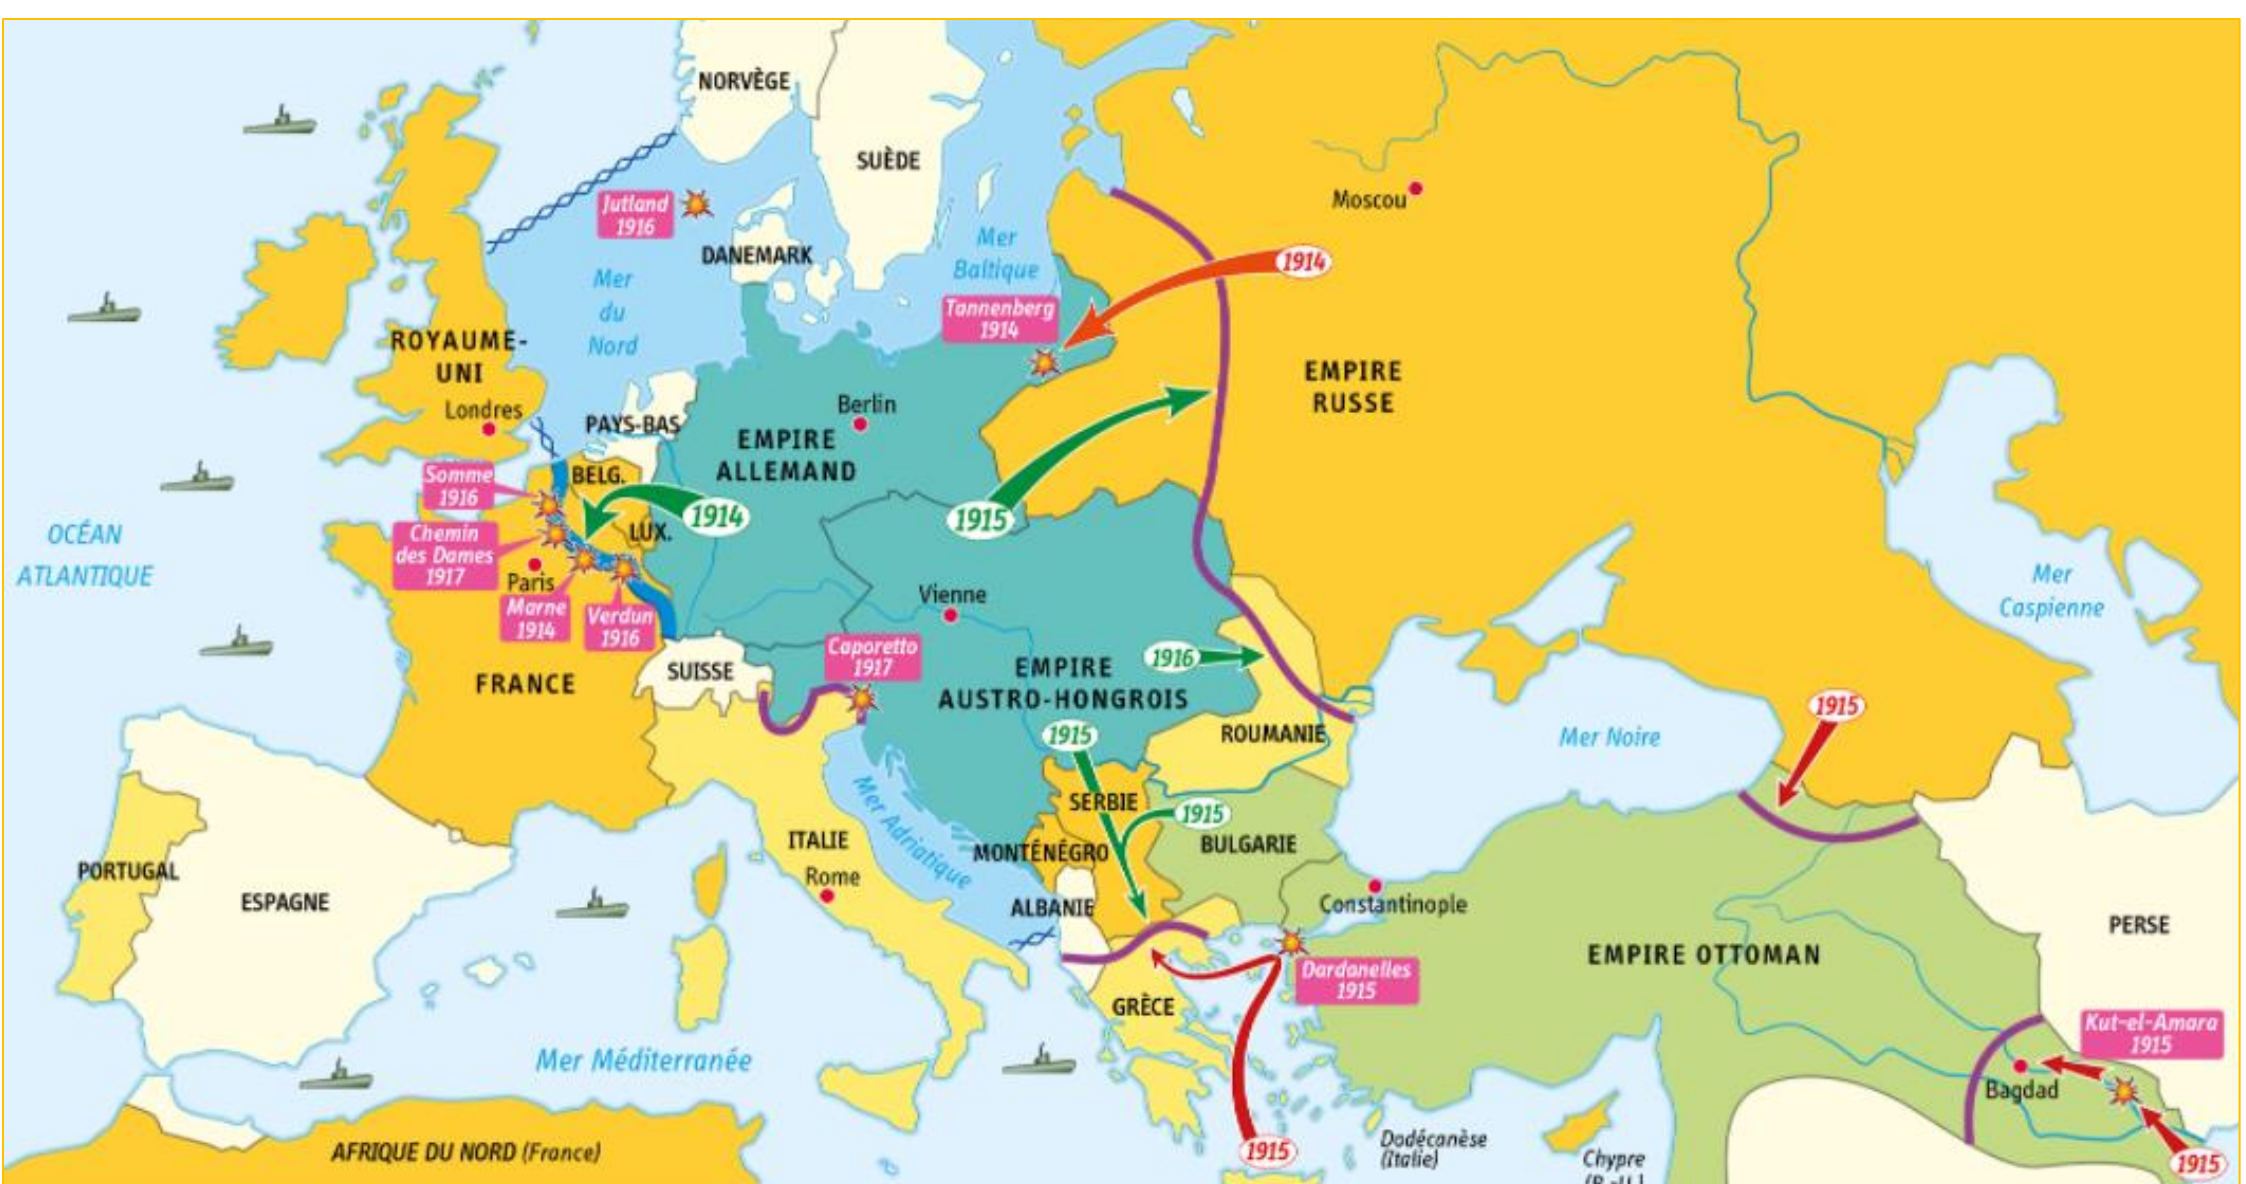 NORVÈGE
SUÈDE
Jutland
1916
DANEMARK
Mer
Baltique
Mer
du
Nord
Moscou
1914
Tannenberg
1914
ROYAUME-
UNI
Londres
PAYS-BAS
Berlin
EMPIRE
ALLEMAND
EMPIRE
RUSSE
Somme
1916
BELG.
1914
1915
Chemin
des Dames
1917
LUX.
OCÉAN
ATLANTIQUE
Paris
Marne
1914
Verdun
1916
Vienne
Mer
Caspienne
Caporetto
1917
SUISSE
FRANCE
EMPIRE
AUSTRO-HONGROIS
1916
ROUMANIE
1915
Mer Noire
1915
SERBIE
1915
BULGARIE
Mer Adriatique
ITALIE
Rome
MONTÉNÉGRO
ALBANIE
PORTUGAL
ESPAGNE
Constantinople
EMPIRE OTTOMAN
PERSE
Dardanelles
1915
GRÈCE
Mer Méditerranée
Kut-el-Amara
1915
Bagdad
AFRIQUE DU NORD (France)
1915
Dodécanèse
(Italie)
Chypre
1915